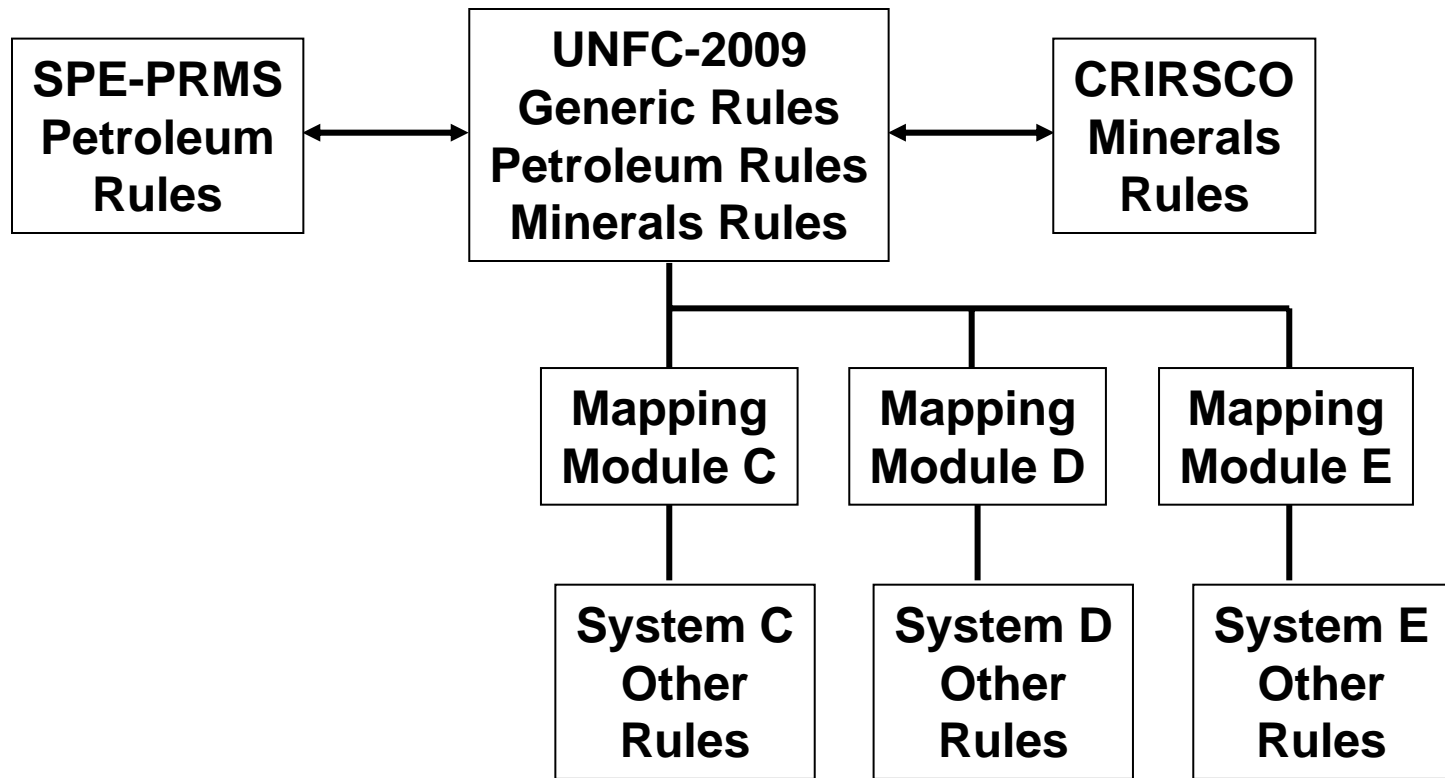 SPE-PRMS
Petroleum
Rules
UNFC-2009
Generic Rules
Petroleum Rules
Minerals Rules
CRIRSCO
Minerals
Rules
Mapping
Module C
Mapping
Module D
Mapping
Module E
System C
Other
Rules
System D
Other
Rules
System E
Other
Rules